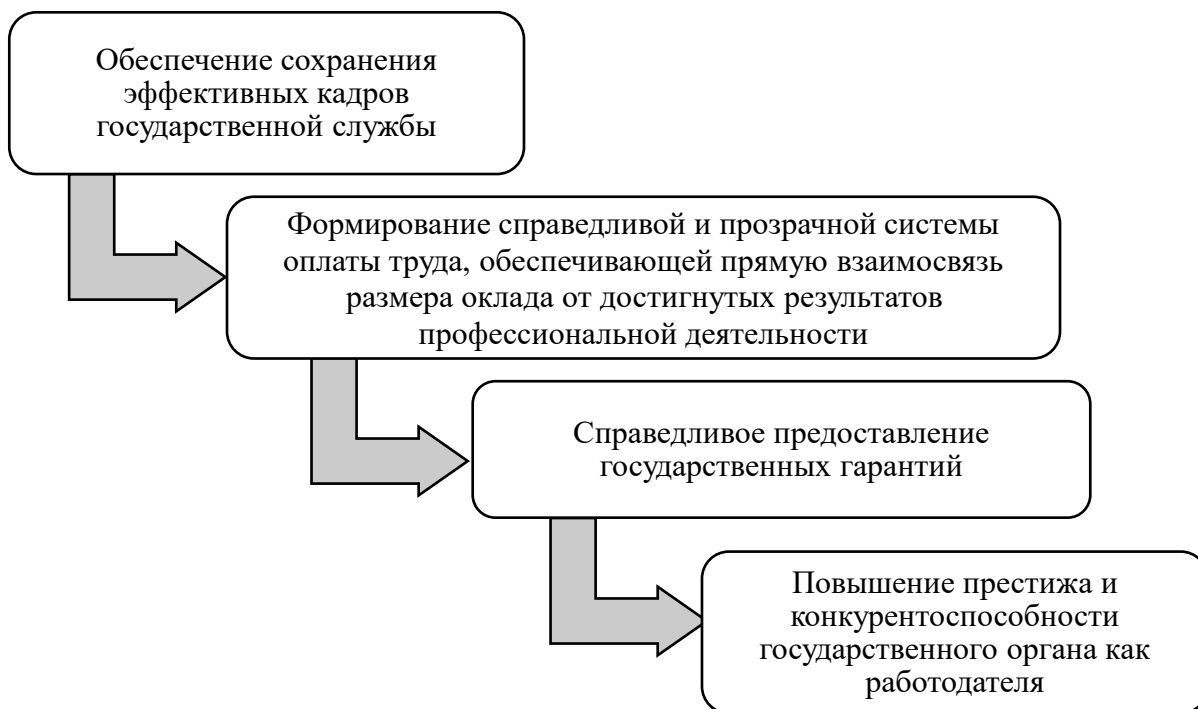 Обеспечение сохранения
эффективных кадров
государственной службы
Формирование справедливой и прозрачной системы
оплаты труда, обеспечивающей прямую взаимосвязь
размера оклада от достигнутых результатов
профессиональной деятельности
Справедливое предоставление
государственных гарантий
Повышение престижа и
конкурентоспособности
государственного органа как
работодателя